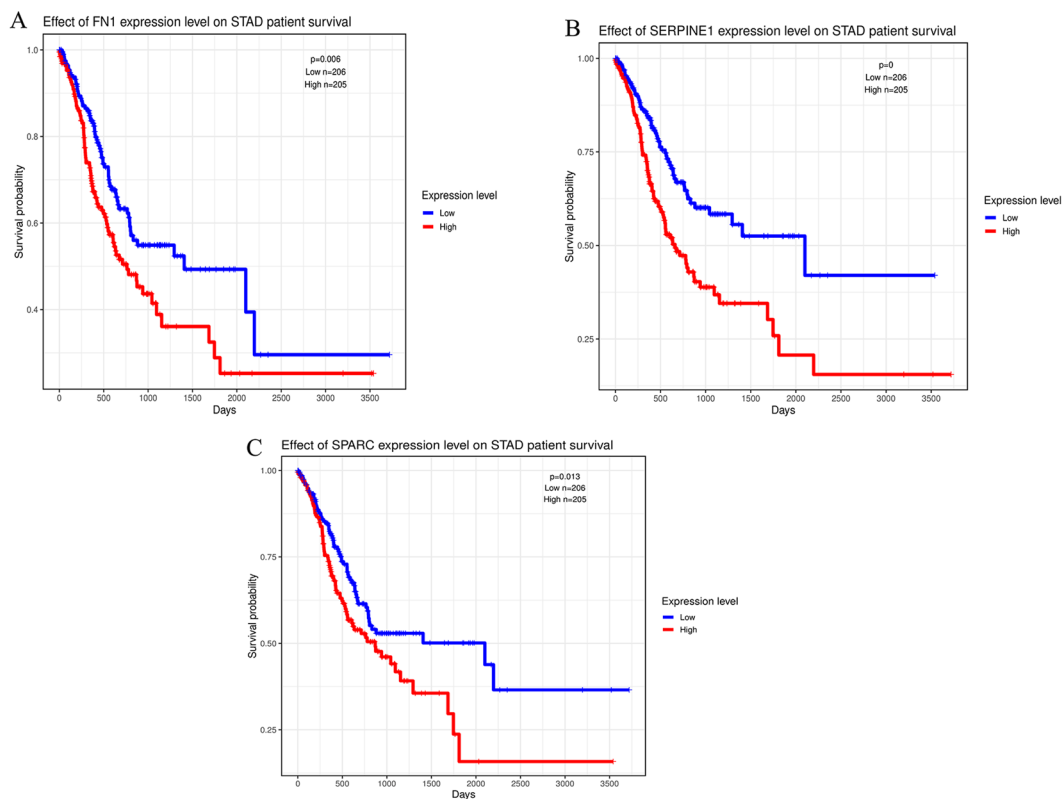 A
Effect of FN1 expression level on STAD patient survival
p=0.006
Low n=206
High n=205
1.0
0.8
0.6
0.4
Survival probability
0 500 1000 1500 2000 2500 3000 3500
Days
Expression level
Low
High
B
Effect of SERPINE1 expression level on STAD patient survival
p=0
Low n=206
High n=205
1.00
0.75
0.50
0.25
Survival probability
0 500 1000 1500 2000 2500 3000 3500
Days
Expression level
Low
High
C
Effect of SPARC expression level on STAD patient survival
p=0.013
Low n=206
High n=205
1.00
0.75
0.50
0.25
Survival probability
0 500 1000 1500 2000 2500 3000 3500
Days
Expression level
Low
High